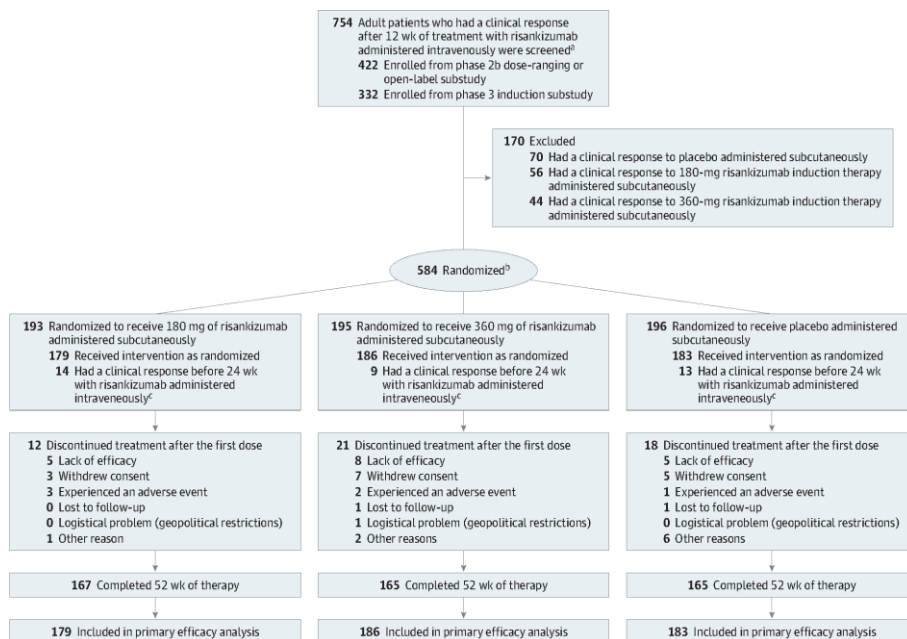 754 Adult patients who had a clinical response
after 12 wk of treatment with risankizumab
administered intravenously were screenedª
422 Enrolled from phase 2b dose-ranging or
open-label substudy
332 Enrolled from phase 3 induction substudy
170 Excluded
70 Had a clinical response to placebo administered subcutaneously
56 Had a clinical response to 180-mg risankizumab induction therapy
administered subcutaneously
44 Had a clinical response to 360-mg risankizumab induction therapy
administered subcutaneously
584 Randomizedᵇ
193 Randomized to receive 180 mg of risankizumab
administered subcutaneously
179 Received intervention as randomized
14 Had a clinical response before 24 wk
with risankizumab administered
intraveneouslyᶜ
195 Randomized to receive 360 mg of risankizumab
administered subcutaneously
186 Received intervention as randomized
9 Had a clinical response before 24 wk
with risankizumab administered
intraveneouslyᶜ
196 Randomized to receive placebo administered
subcutaneously
183 Received intervention as randomized
13 Had a clinical response before 24 wk
with risankizumab administered
intraveneouslyᶜ
12 Discontinued treatment after the first dose
5 Lack of efficacy
3 Withdrew consent
3 Experienced an adverse event
0 Lost to follow-up
0 Logistical problem (geopolitical restrictions)
1 Other reason
21 Discontinued treatment after the first dose
8 Lack of efficacy
7 Withdrew consent
2 Experienced an adverse event
1 Lost to follow-up
1 Logistical problem (geopolitical restrictions)
2 Other reasons
18 Discontinued treatment after the first dose
5 Lack of efficacy
5 Withdrew consent
1 Experienced an adverse event
1 Lost to follow-up
0 Logistical problem (geopolitical restrictions)
6 Other reasons
167 Completed 52 wk of therapy
165 Completed 52 wk of therapy
165 Completed 52 wk of therapy
179 Included in primary efficacy analysis
186 Included in primary efficacy analysis
183 Included in primary efficacy analysis